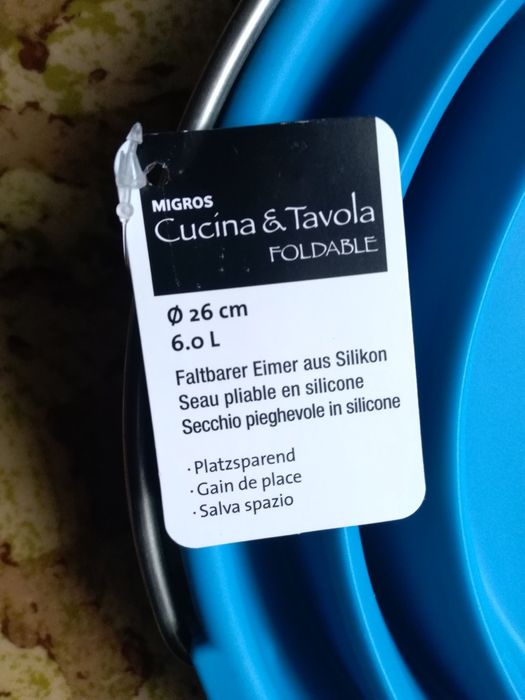 MIGROS
Cucina & Tavola
FOLDABLE
Ø 26 cm
6.0 L
Faltbarer Eimer aus Silikon
Seau pliable en silicone
Secchio pieghevole in silicone
· Platzsparend
· Gain de place
· Salva spazio